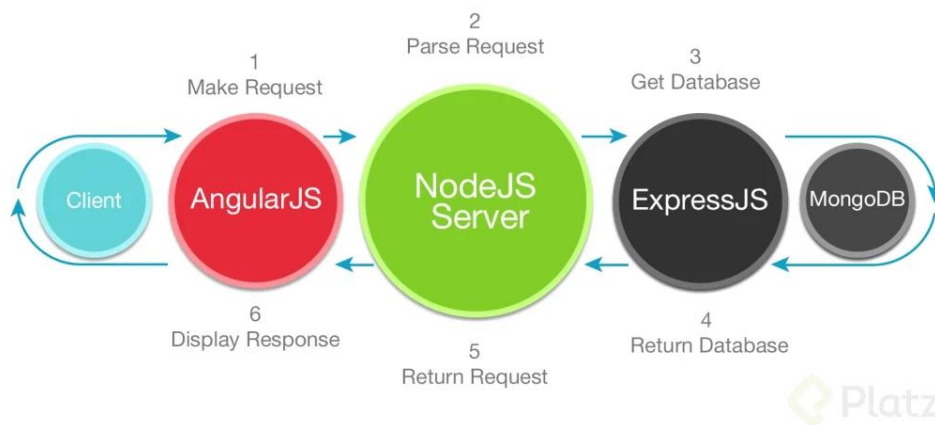 2
Parse Request
1
Make Request
3
Get Database
Client
AngularJS
NodeJS
Server
ExpressJS
MongoDB
6
Display Response
5
Return Request
4
Return Database
Platz